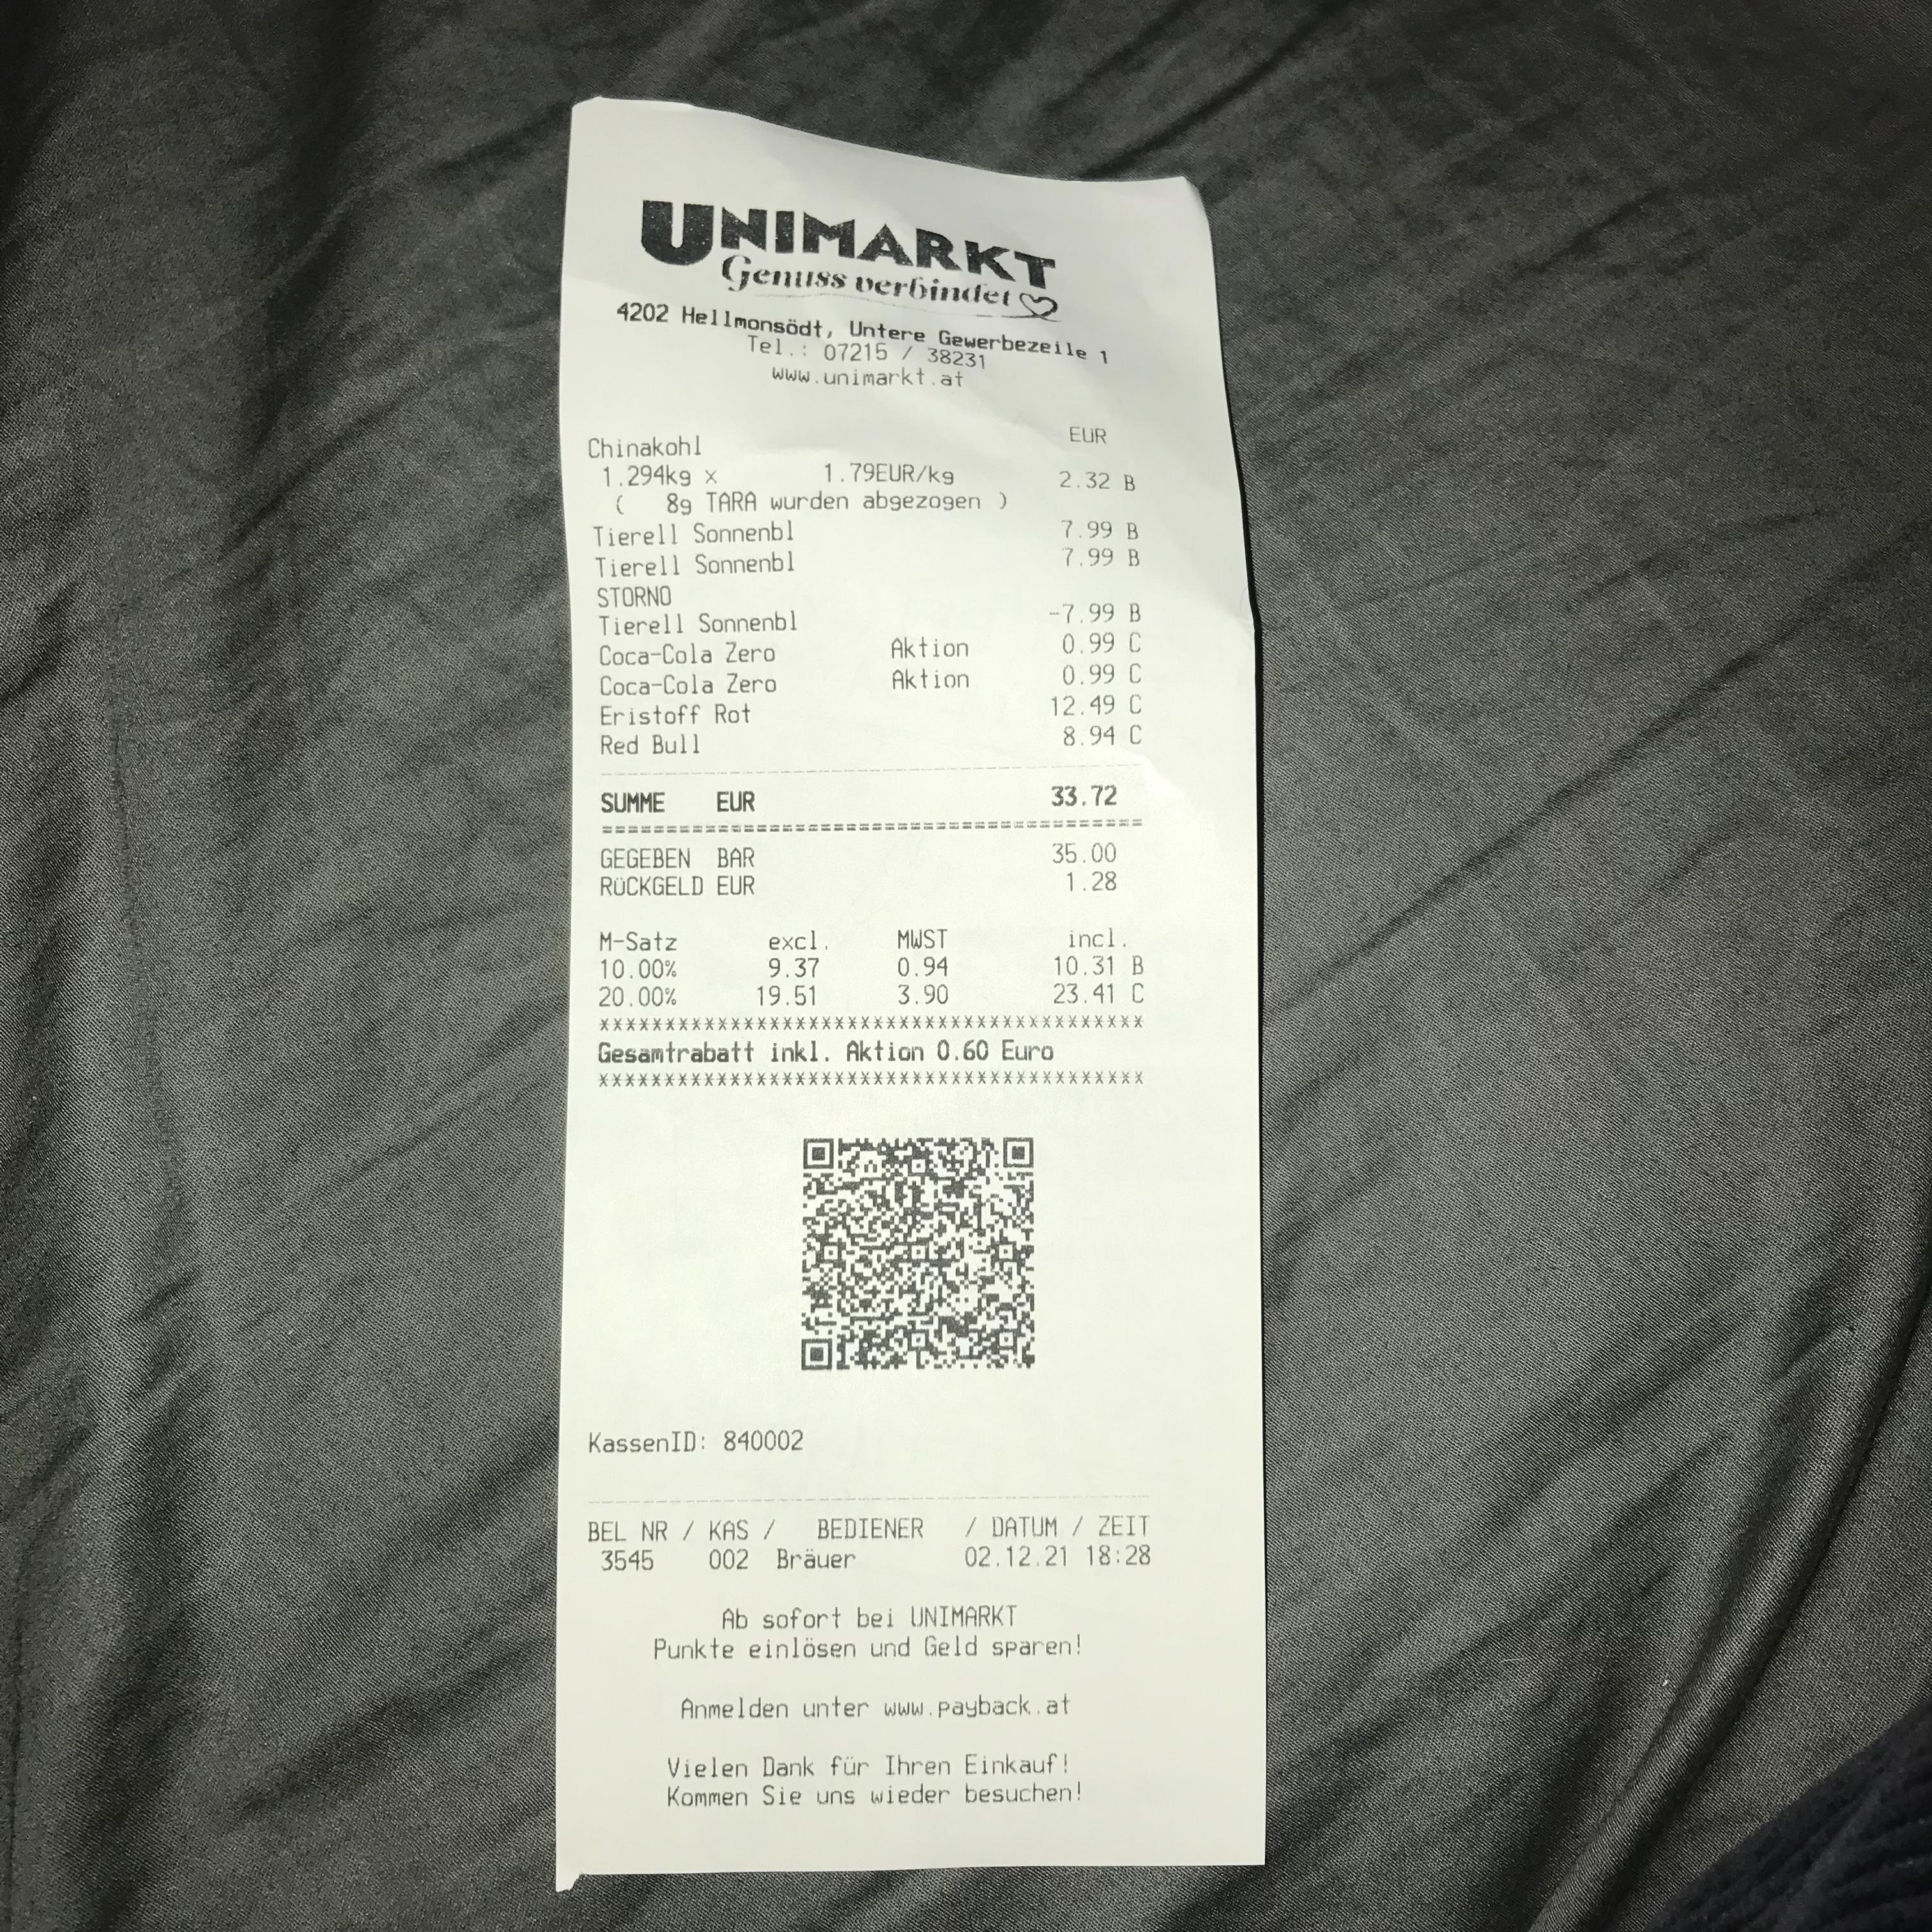 UNIMARKT
Genuss verbindet
4202 Hellmonsödt, Untere Gewerbezeile 1
Tel.: 07215 / 38231
www.unimarkt.at
EUR
Chinakohl
1.294kg x 1.79EUR/kg 2.32 B
( 8g TARA wurden abgezogen )
Tierell Sonnenbl 7.99 B
Tierell Sonnenbl 7.99 B
STORNO
Tierell Sonnenbl -7.99 B
Coca-Cola Zero Aktion 0.99 C
Coca-Cola Zero Aktion 0.99 C
Eristoff Rot 12.49 C
Red Bull 8.94 C
SUMME EUR 33.72
GEGEBEN BAR 35.00
RÜCKGELD EUR 1.28
M-Satz excl. MWST incl.
10.00% 9.37 0.94 10.31 B
20.00% 19.51 3.90 23.41 C
******************************************
Gesamtrabatt inkl. Aktion 0.60 Euro
******************************************
KassenID: 840002
BEL NR / KAS / BEDIENER / DATUM / ZEIT
3545 002 Bräuer 02.12.21 18:28
Ab sofort bei UNIMARKT
Punkte einlösen und Geld sparen!
Anmelden unter www.payback.at
Vielen Dank für Ihren Einkauf!
Kommen Sie uns wieder besuchen!